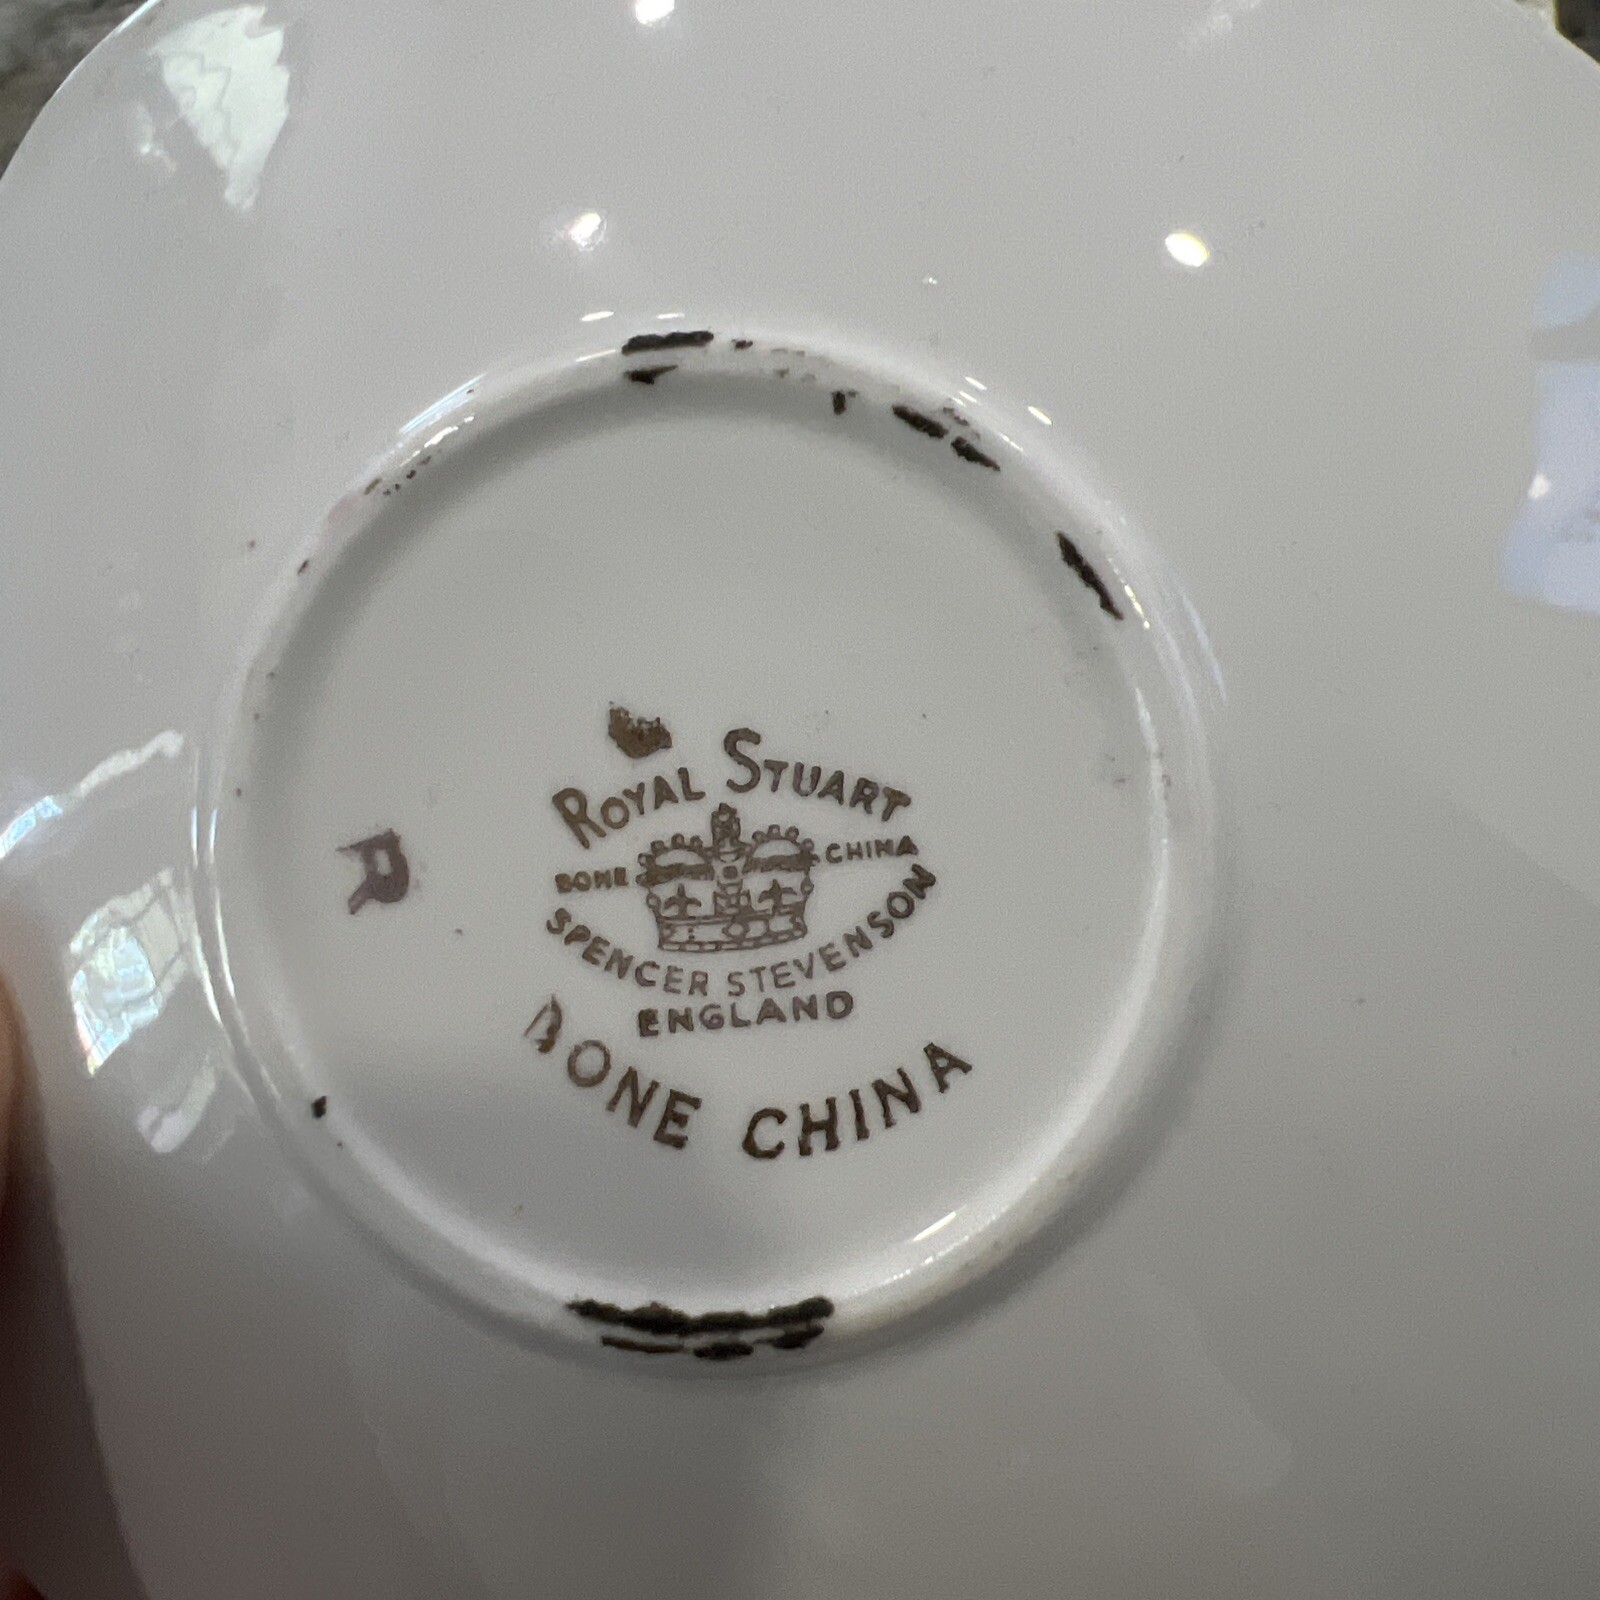 ROYAL STUART
BONE CHINA
SPENCER STEVENSON
ENGLAND
BONE CHINA
R